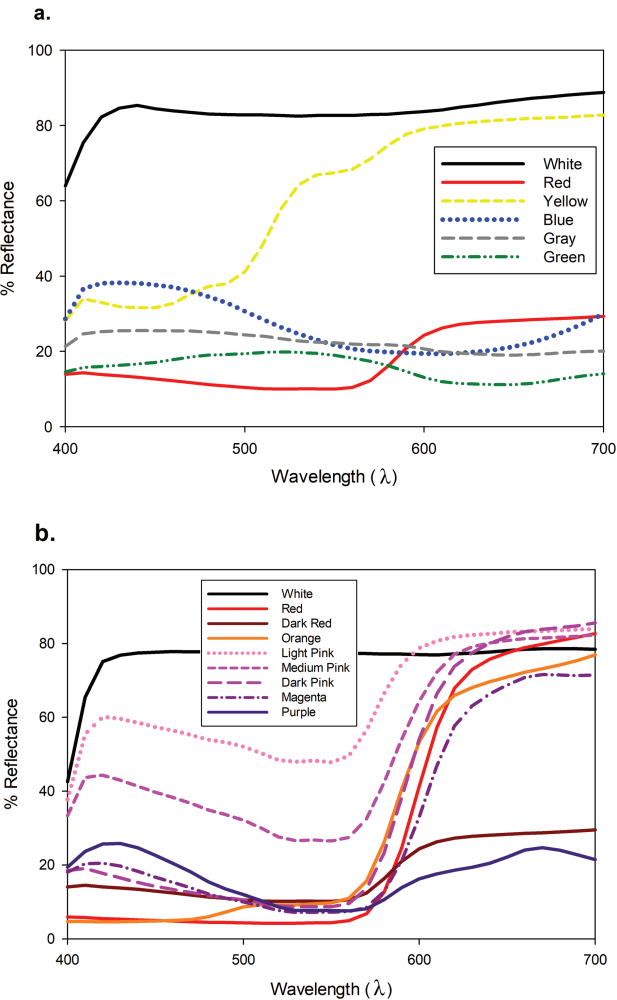 a.
100
80
60
40
20
0
% Reflectance
White
Red
Yellow
Blue
Gray
Green
400 500 600 700
Wavelength (λ)
b.
100
80
60
40
20
0
% Reflectance
White
Red
Dark Red
Orange
Light Pink
Medium Pink
Dark Pink
Magenta
Purple
400 500 600 700
Wavelength (λ)